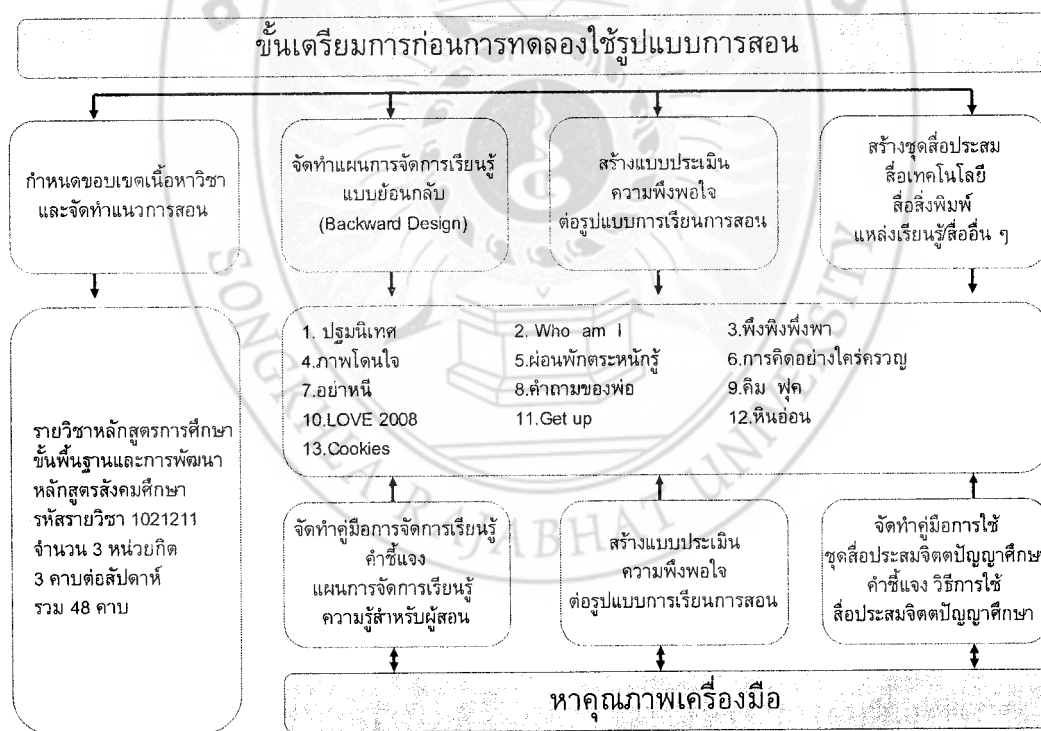 ขั้นเตรียมการก่อนการทดลองใช้รูปแบบการสอน
กำหนดขอบเขตเนื้อหาวิชา
และจัดทำแนวการสอน
จัดทำแผนการจัดการเรียนรู้
แบบย้อนกลับ
(Backward Design)
สร้างแบบประเมิน
ความพึงพอใจ
ต่อรูปแบบการเรียนการสอน
สร้างชุดสื่อประสม
สื่อเทคโนโลยี
สื่อสิ่งพิมพ์
แหล่งเรียนรู้/สื่ออื่น ๆ
รายวิชาหลักสูตรการศึกษา
ขั้นพื้นฐานและการพัฒนา
หลักสูตรสังคมศึกษา
รหัสรายวิชา 1021211
จำนวน 3 หน่วยกิต
3 คาบต่อสัปดาห์
รวม 48 คาบ
1. ปฐมนิเทศ 2. Who am I 3.พึงพิงพึ่งพา
4.ภาพโดนใจ 5.ผ่อนพักตระหนักรู้ 6.การคิดอย่างใคร่ครวญ
7.อย่าหนี 8.คำถามของพ่อ 9.คิม ฟุค
10.LOVE 2008 11.Get up 12.หินอ่อน
13.Cookies
จัดทำคู่มือการจัดการเรียนรู้
คำชี้แจง
แผนการจัดการเรียนรู้
ความรู้สำหรับผู้สอน
สร้างแบบประเมิน
ความพึงพอใจ
ต่อรูปแบบการเรียนการสอน
จัดทำคู่มือการใช้
ชุดสื่อประสมจิตตปัญญาศึกษา
คำชี้แจง วิธีการใช้
สื่อประสมจิตตปัญญาศึกษา
หาคุณภาพเครื่องมือ
SONGKHLA RAJABHAT UNIVERSITY